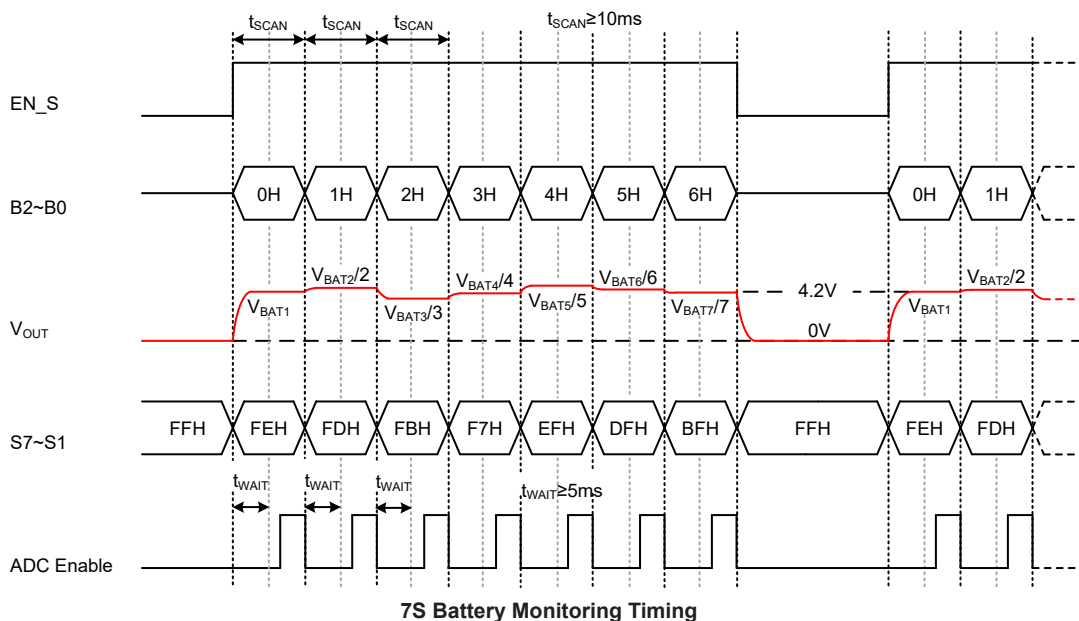 tSCAN tSCAN tSCAN tSCAN≥10ms
EN_S
B2~B0 0H 1H 2H 3H 4H 5H 6H 0H 1H
VBAT1 VBAT2/2 VBAT3/3 VBAT4/4 VBAT5/5 VBAT6/6 VBAT7/7 4.2V VBAT1 VBAT2/2
VOUT 0V
S7~S1 FFH FEH FDH FBH F7H EFH DFH BFH FFH FEH FDH
tWAIT tWAIT tWAIT tWAIT≥5ms
ADC Enable
7S Battery Monitoring Timing